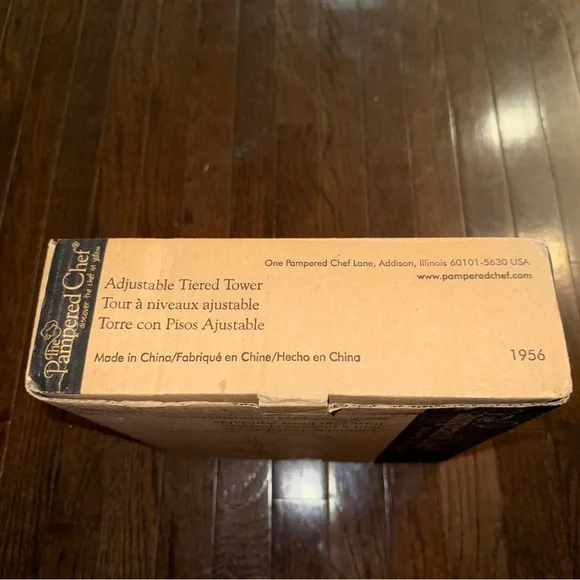 The
Pampered Chef®
discover the chef in you™
One Pampered Chef Lane, Addison, Illinois 60101-5630 USA
www.pamperedchef.com
Adjustable Tiered Tower
Tour à niveaux ajustable
Torre con Pisos Ajustable
Made in China/Fabriqué en Chine/Hecho en China
1956